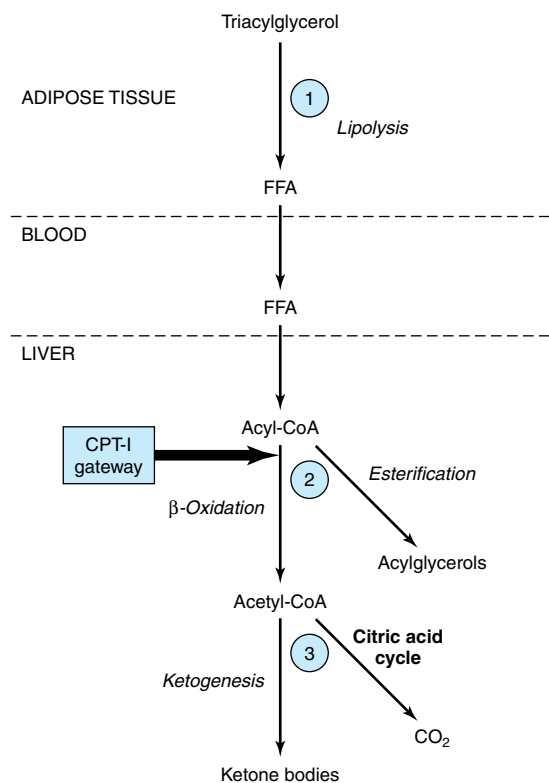 Triacylglycerol
ADIPOSE TISSUE
1
Lipolysis
FFA
BLOOD
FFA
LIVER
Acyl-CoA
CPT-I
gateway
2
Esterification
β-Oxidation
Acylglycerols
Acetyl-CoA
Citric acid
cycle
3
Ketogenesis
CO₂
Ketone bodies